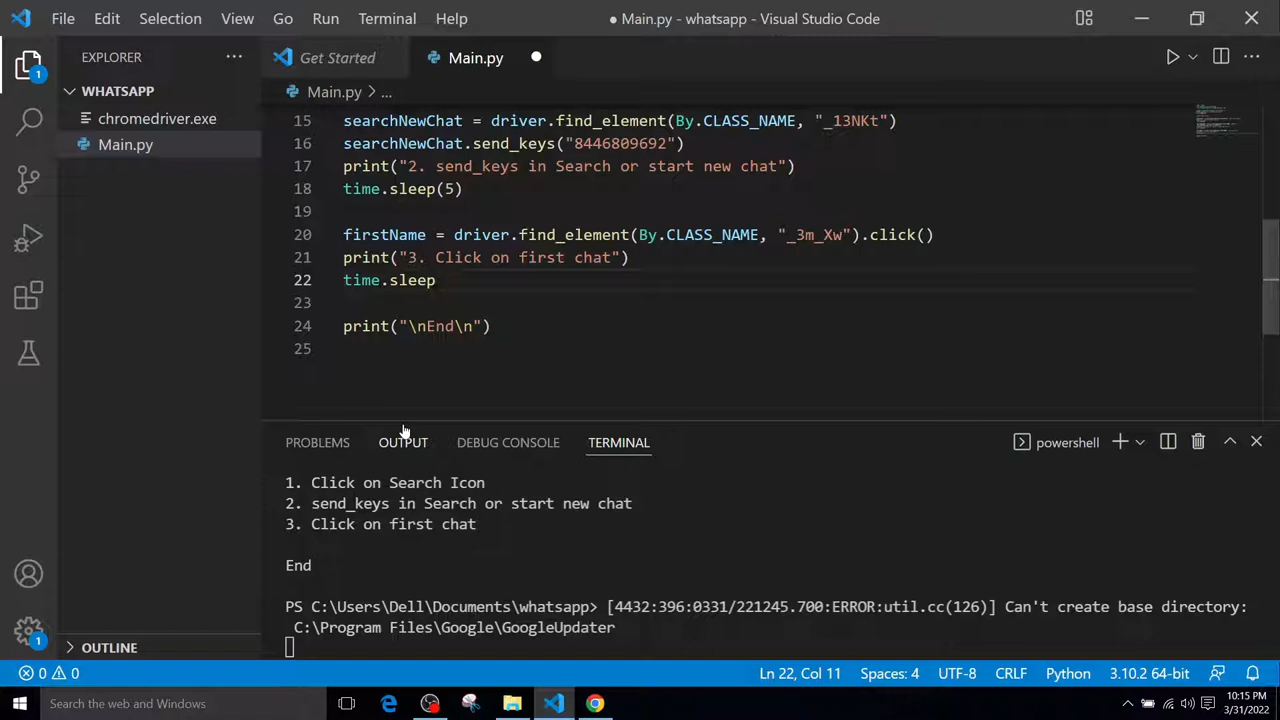 File Edit Selection View Go Run Terminal Help
● Main.py - whatsapp - Visual Studio Code
EXPLORER
Get Started
Main.py
1
WHATSAPP
chromedriver.exe
Main.py
Main.py > ...
15 searchNewChat = driver.find_element(By.CLASS_NAME, "_13NKt")
16 searchNewChat.send_keys("8446809692")
17 print("2. send_keys in Search or start new chat")
18 time.sleep(5)
19
20 firstName = driver.find_element(By.CLASS_NAME, "_3m_Xw").click()
21 print("3. Click on first chat")
22 time.sleep
23
24 print("\nEnd\n")
25
PROBLEMS OUTPUT DEBUG CONSOLE TERMINAL
powershell
1. Click on Search Icon
2. send_keys in Search or start new chat
3. Click on first chat
End
PS C:\Users\Dell\Documents\whatsapp> [4432:396:0331/221245.700:ERROR:util.cc(126)] Can't create base directory:
C:\Program Files\Google\GoogleUpdater
1
OUTLINE
0 0
Ln 22, Col 11 Spaces: 4 UTF-8 CRLF Python 3.10.2 64-bit
Search the web and Windows
10:15 PM
3/31/2022